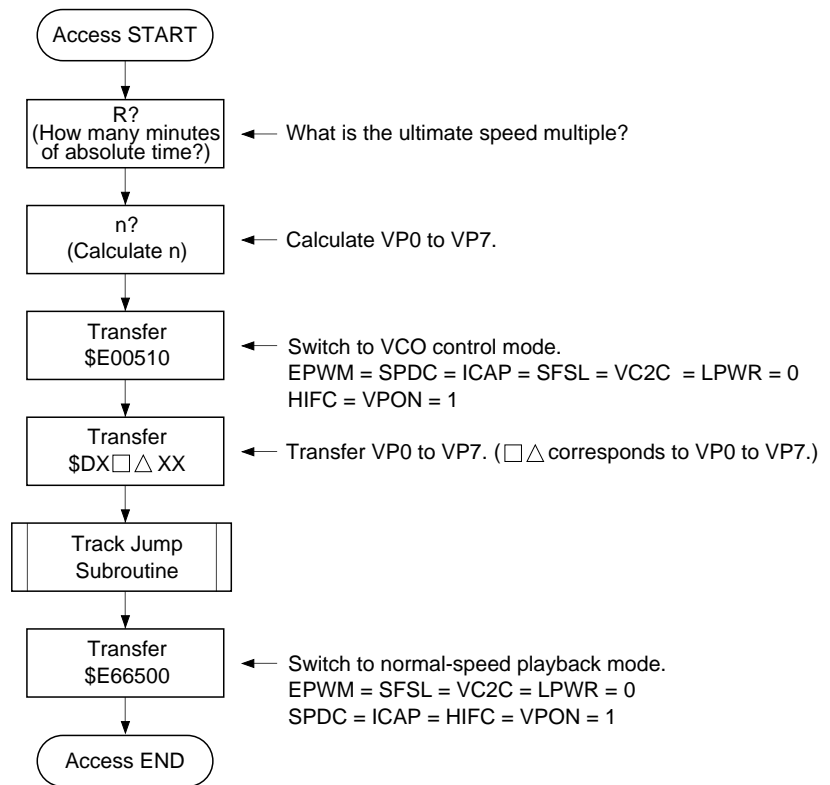 Access START
R?
(How many minutes
of absolute time?)
What is the ultimate speed multiple?
n?
(Calculate n)
Calculate VP0 to VP7.
Transfer
$E00510
Switch to VCO control mode.
EPWM = SPDC = ICAP = SFSL = VC2C = LPWR = 0
HIFC = VPON = 1
Transfer
$DX□△ XX
Transfer VP0 to VP7. (□△ corresponds to VP0 to VP7.)
Track Jump
Subroutine
Transfer
$E66500
Switch to normal-speed playback mode.
EPWM = SFSL = VC2C = LPWR = 0
SPDC = ICAP = HIFC = VPON = 1
Access END